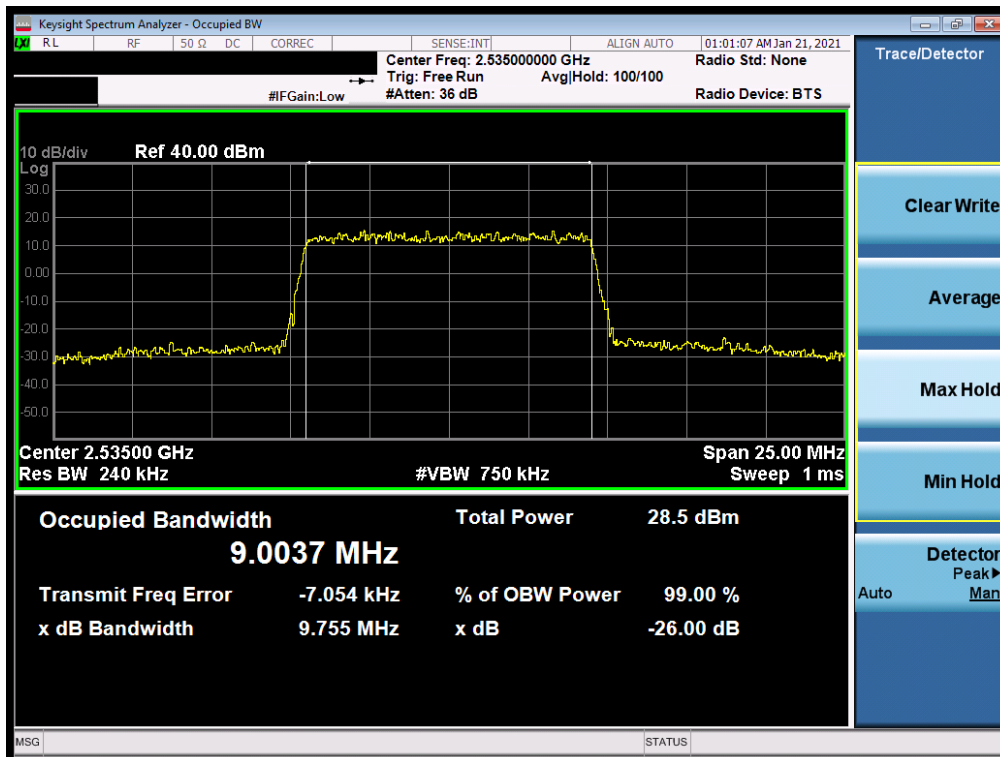 Keysight Spectrum Analyzer - Occupied BW
LXI RL RF 50 Ω DC CORREC SENSE:INT ALIGN AUTO 01:01:07 AM Jan 21, 2021
Center Freq: 2.535000000 GHz Radio Std: None
Trig: Free Run Avg|Hold: 100/100
#IFGain:Low #Atten: 36 dB Radio Device: BTS
10 dB/div Ref 40.00 dBm
Log
30.0
20.0
10.0
0.00
-10.0
-20.0
-30.0
-40.0
-50.0
Center 2.53500 GHz Span 25.00 MHz
Res BW 240 kHz #VBW 750 kHz Sweep 1 ms
Occupied Bandwidth Total Power 28.5 dBm
9.0037 MHz
Transmit Freq Error -7.054 kHz % of OBW Power 99.00 %
x dB Bandwidth 9.755 MHz x dB -26.00 dB
MSG STATUS
Trace/Detector
Clear Write
Average
Max Hold
Min Hold
Detector
Peak▶
Auto Man